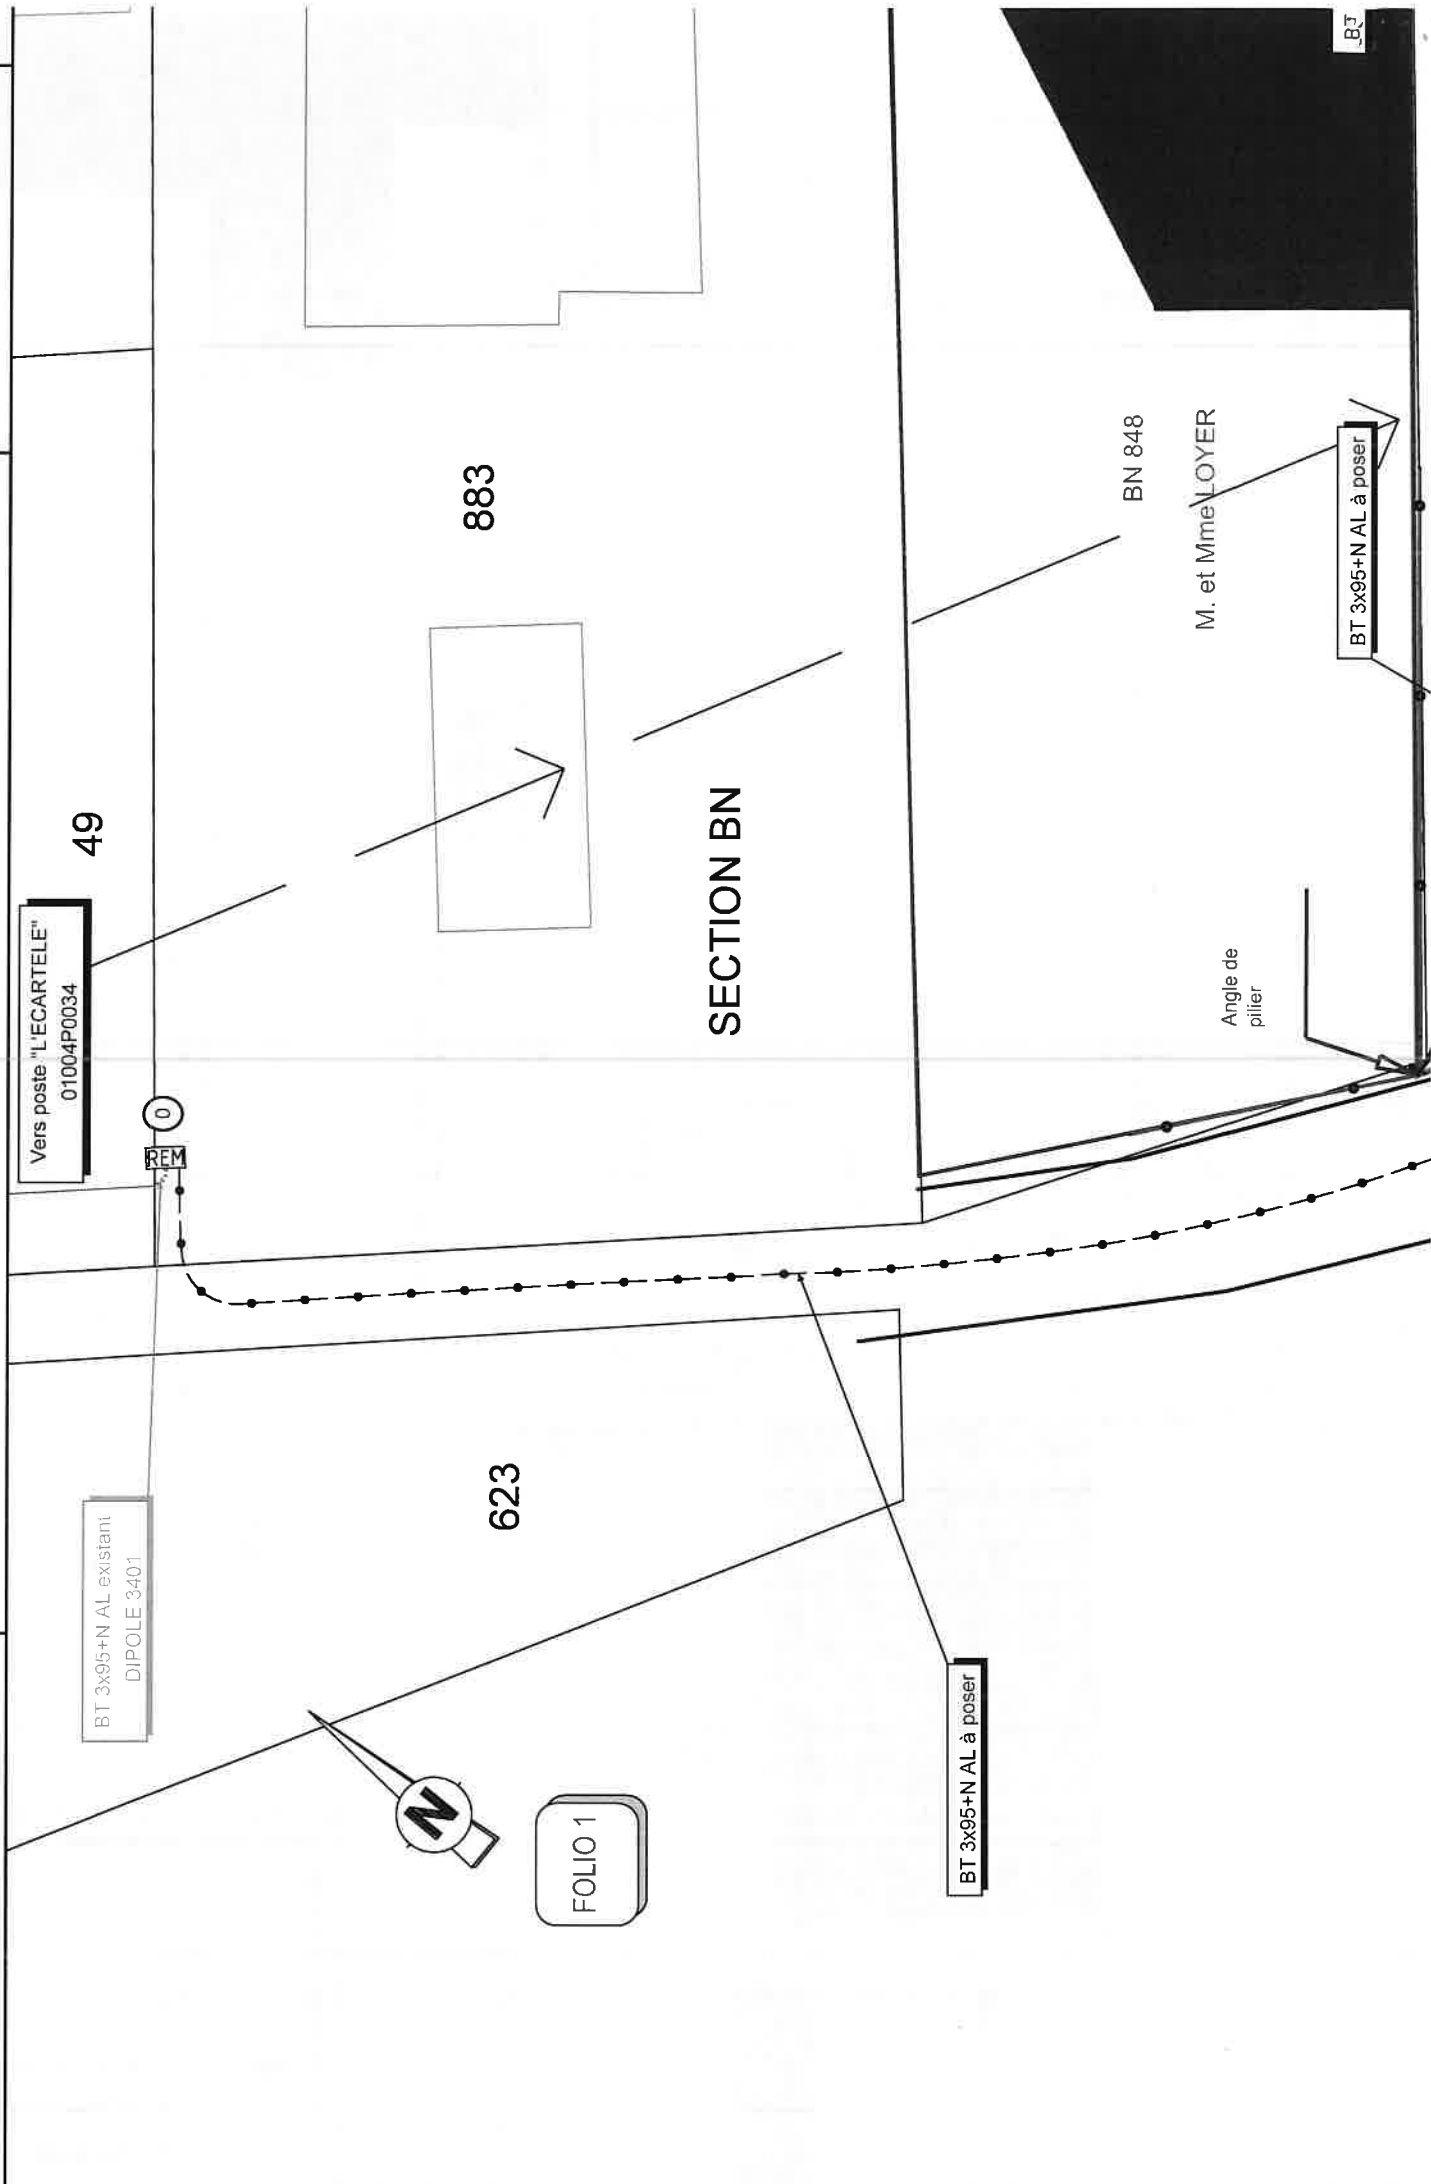 Vers poste "L'ECARTELE"
01004P0034
49
REM
0
BT 3x95+N AL existant
DIPOLE 3401
883
623
N
FOLIO 1
SECTION BN
BT 3x95+N AL à poser
BN 848
M. et Mme LOYER
Angle de
pilier
BT 3x95+N AL à poser
BT